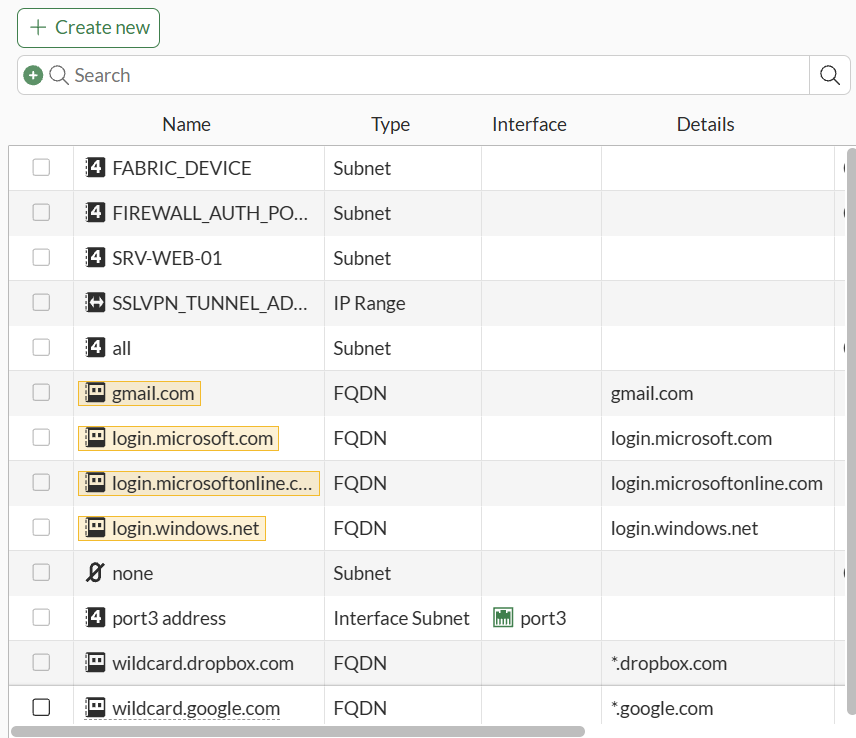 Create new
Search
Name Type Interface Details
FABRIC_DEVICE Subnet
FIREWALL_AUTH_PO... Subnet
SRV-WEB-01 Subnet
SSLVPN_TUNNEL_AD... IP Range
all Subnet
gmail.com FQDN gmail.com
login.microsoft.com FQDN login.microsoft.com
login.microsoftonline.c... FQDN login.microsoftonline.com
login.windows.net FQDN login.windows.net
none Subnet
port3 address Interface Subnet port3
wildcard.dropbox.com FQDN *.dropbox.com
wildcard.google.com FQDN *.google.com